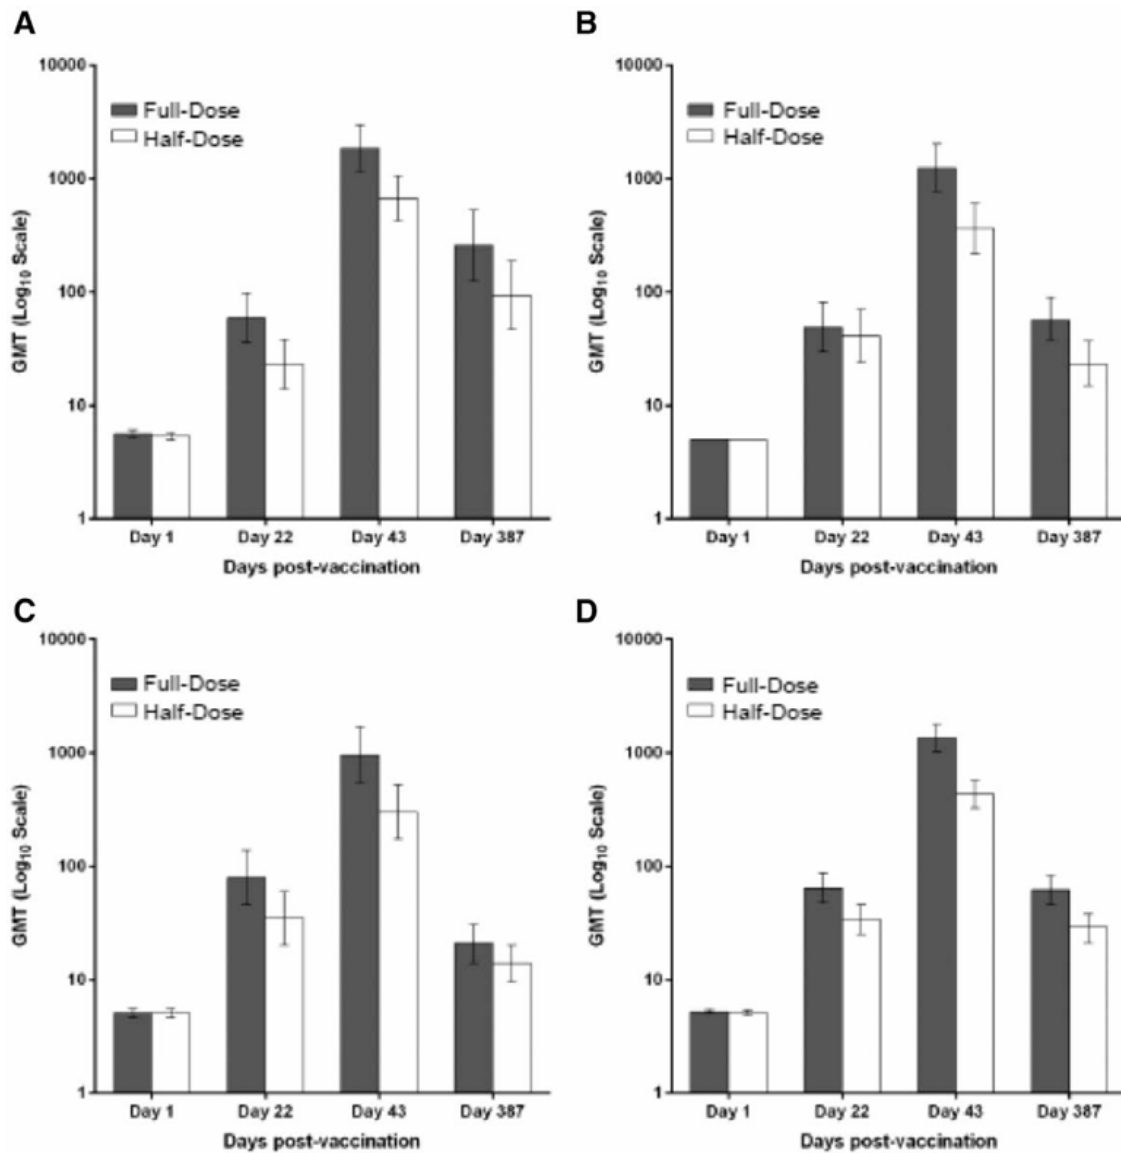 A
10000
1000
100
10
1
GMT (Log10 Scale)
Full-Dose
Half-Dose
Day 1 Day 22 Day 43 Day 387
Days post-vaccination
B
10000
1000
100
10
1
GMT (Log10 Scale)
Full-Dose
Half-Dose
Day 1 Day 22 Day 43 Day 387
Days post-vaccination
C
10000
1000
100
10
1
GMT (Log10 Scale)
Full-Dose
Half-Dose
Day 1 Day 22 Day 43 Day 387
Days post-vaccination
D
10000
1000
100
10
1
GMT (Log10 Scale)
Full-Dose
Half-Dose
Day 1 Day 22 Day 43 Day 387
Days post-vaccination